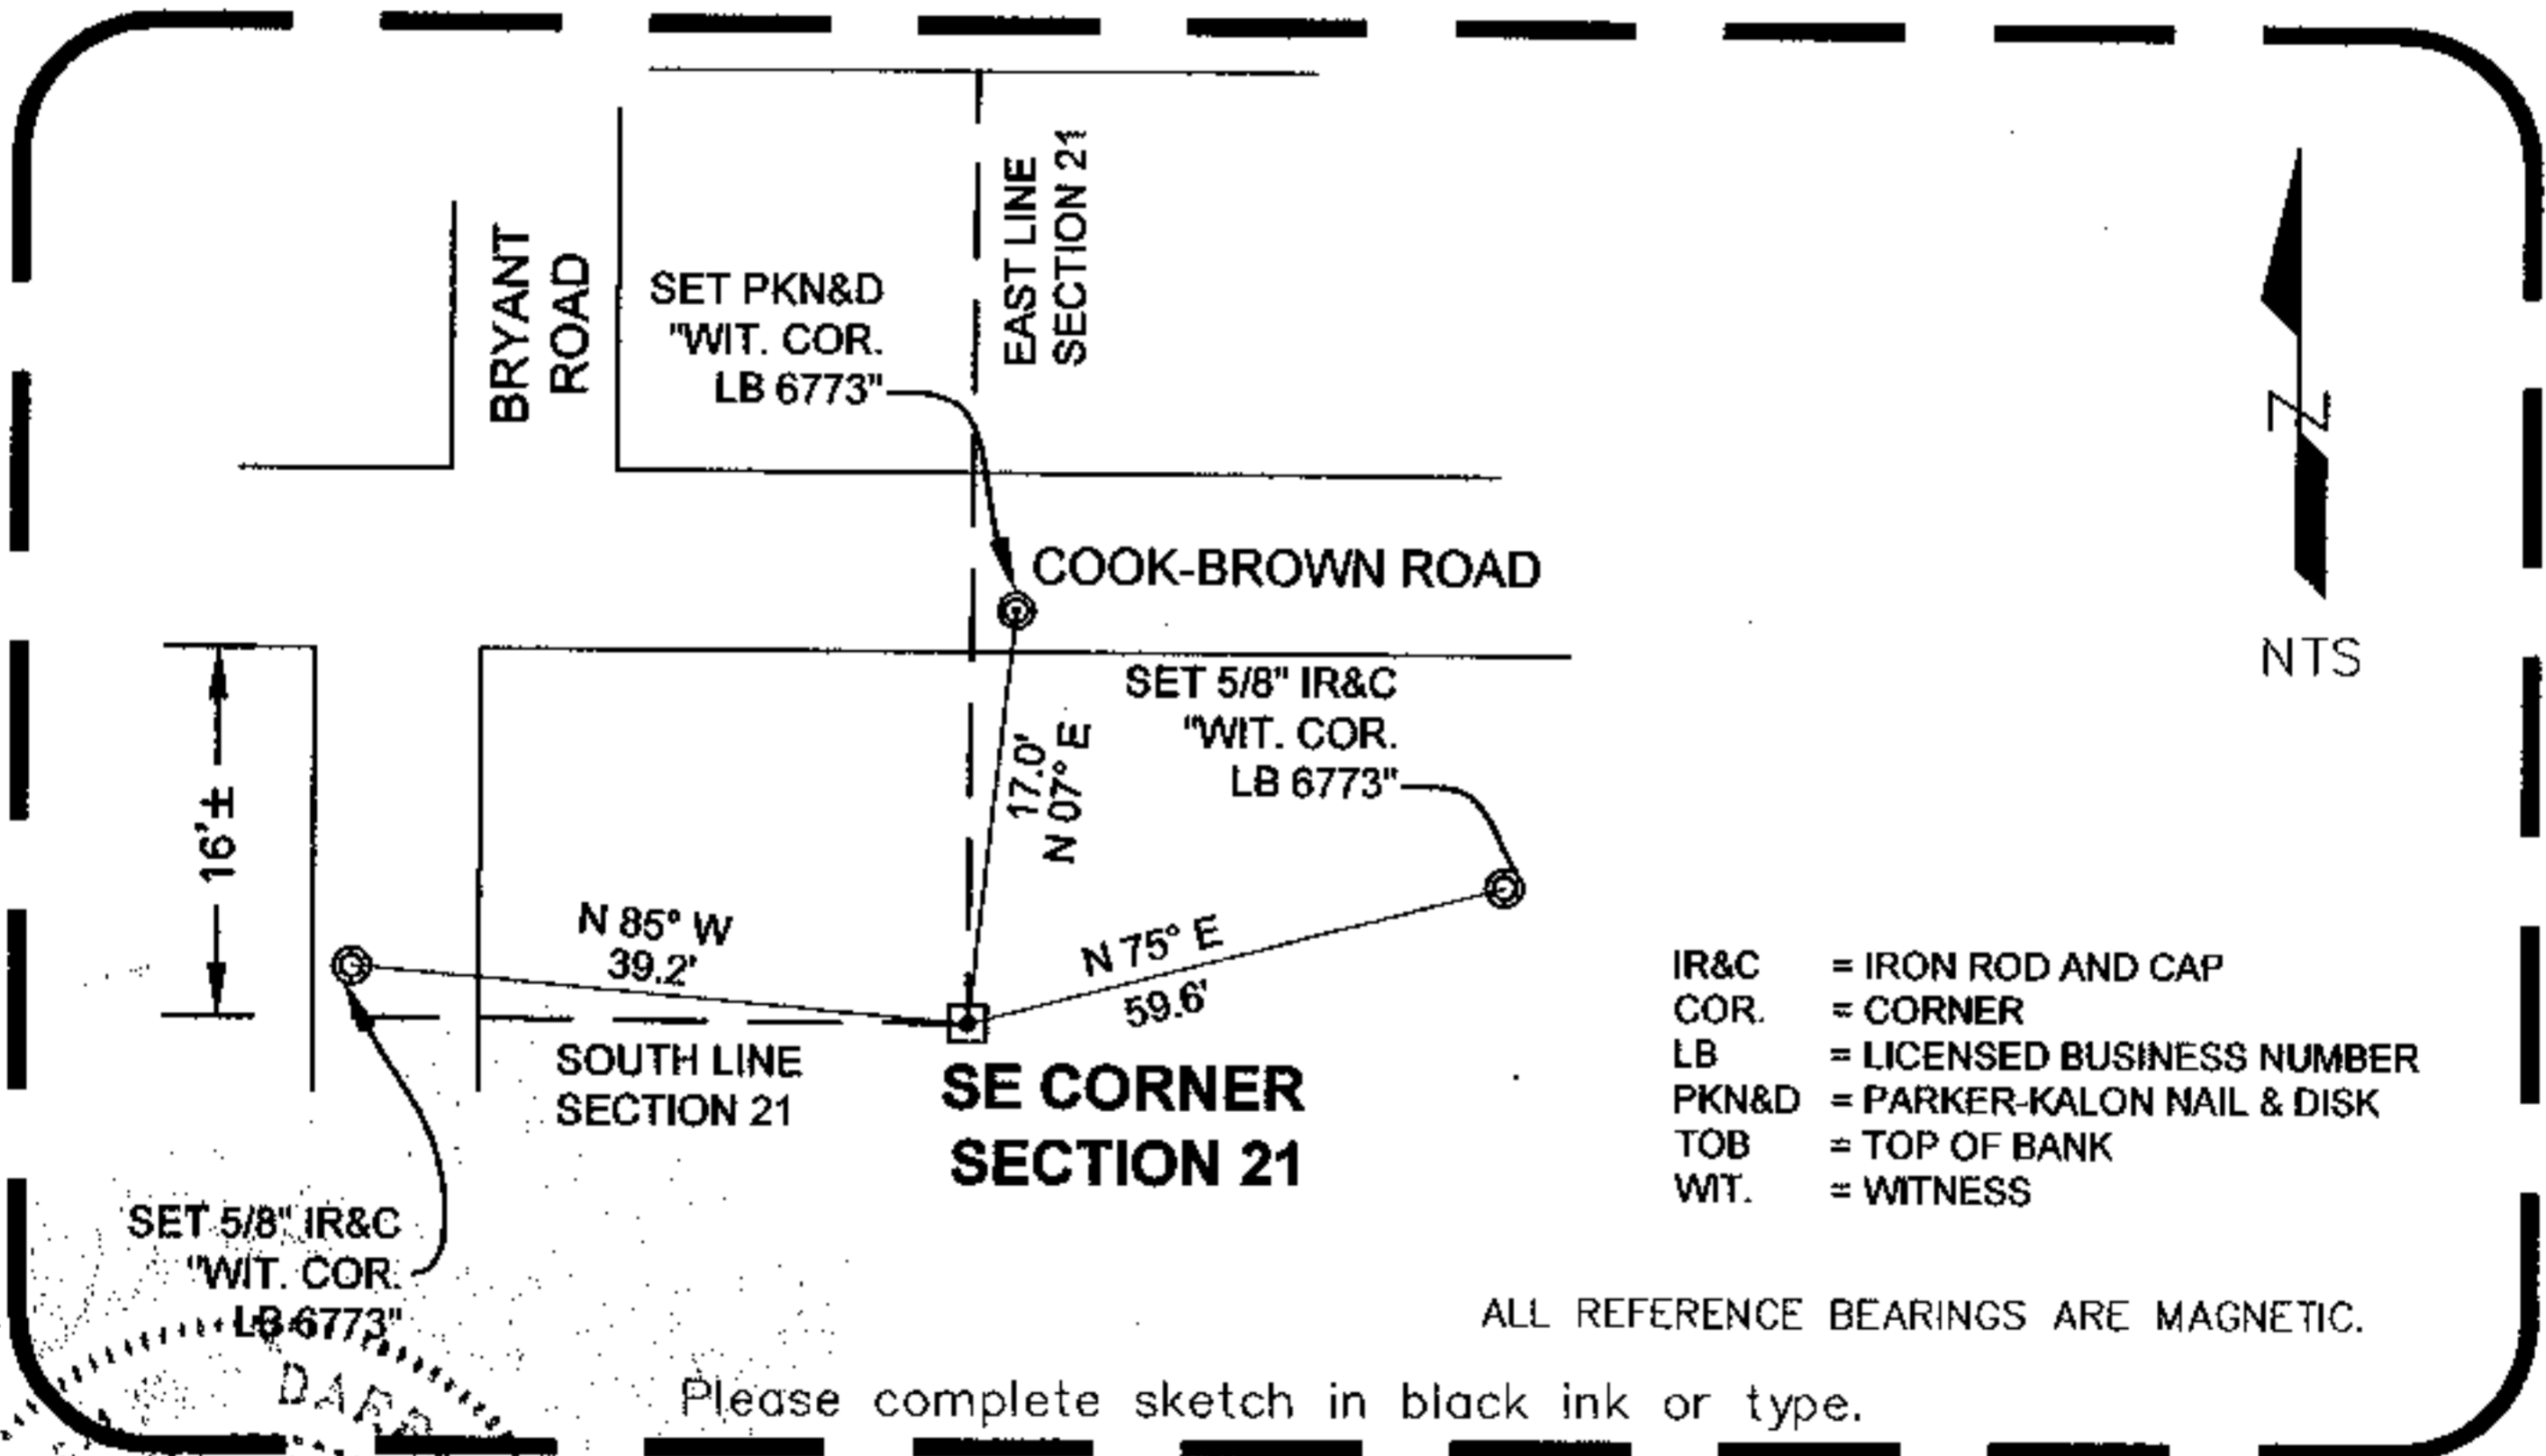 BRYANT
ROAD
SET PKN&D
"WIT. COR.
LB 6773"
EAST LINE
SECTION 21
Z
COOK-BROWN ROAD
NTS
SET 5/8" IR&C
"WIT. COR.
LB 6773"
16'±
17.0'
N 07° E
N 85° W
39.2'
N 75° E
59.6'
SOUTH LINE
SECTION 21
SE CORNER
SECTION 21
SET 5/8" IR&C
"WIT. COR.
LB 6773"
IR&C = IRON ROD AND CAP
COR. = CORNER
LB = LICENSED BUSINESS NUMBER
PKN&D = PARKER-KALON NAIL & DISK
TOB = TOP OF BANK
WIT. = WITNESS
ALL REFERENCE BEARINGS ARE MAGNETIC.
Please complete sketch in black ink or type.